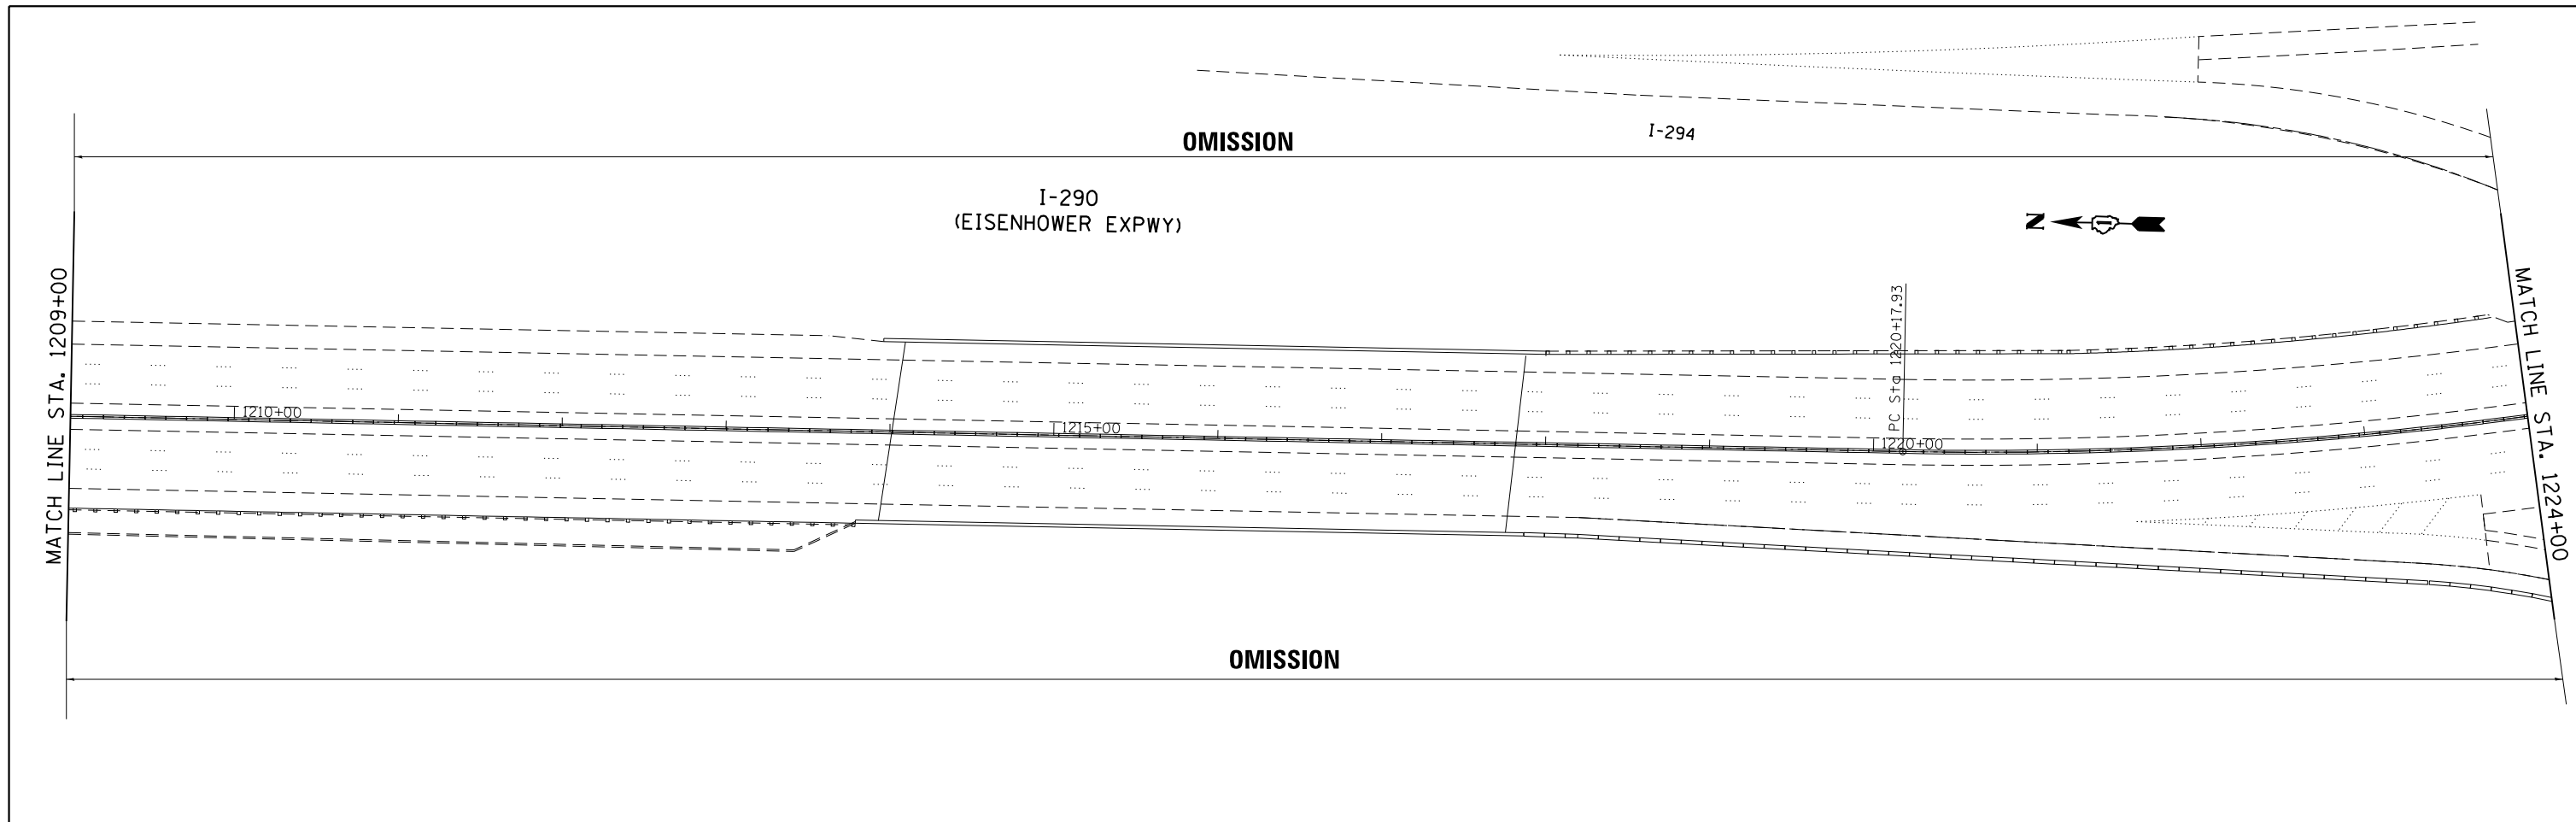 OMISSION
I-294
I-290
(EISENHOWER EXPWY)
N
MATCH LINE STA. 1209+00
PC Sta 1220+17.93
MATCH LINE STA. 1224+00
1210+00
1215+00
1220+00
OMISSION